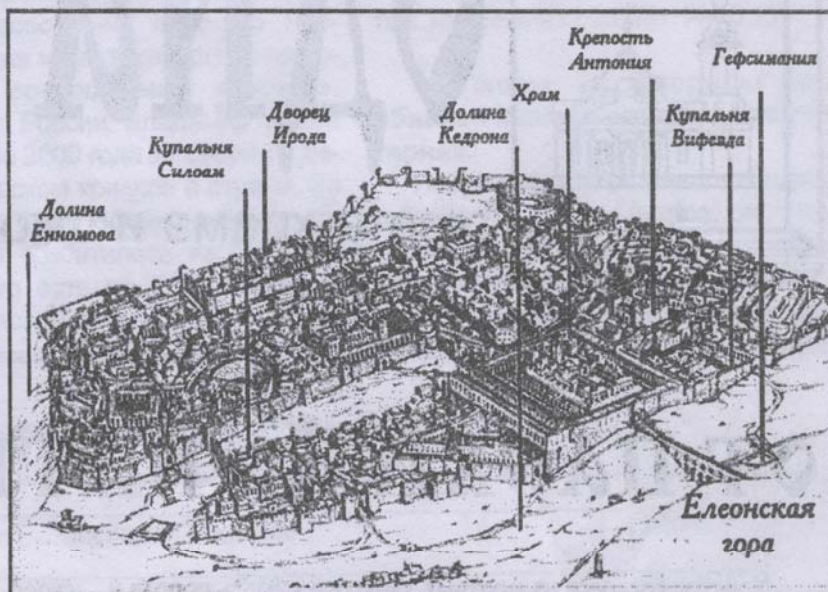 Крепость
Антония
Гефсимания
Храм
Дворец
Ирода
Долина
Кедрона
Купальня
Вифезда
Купальня
Силоам
Долина
Енномова
Елеонская
гора